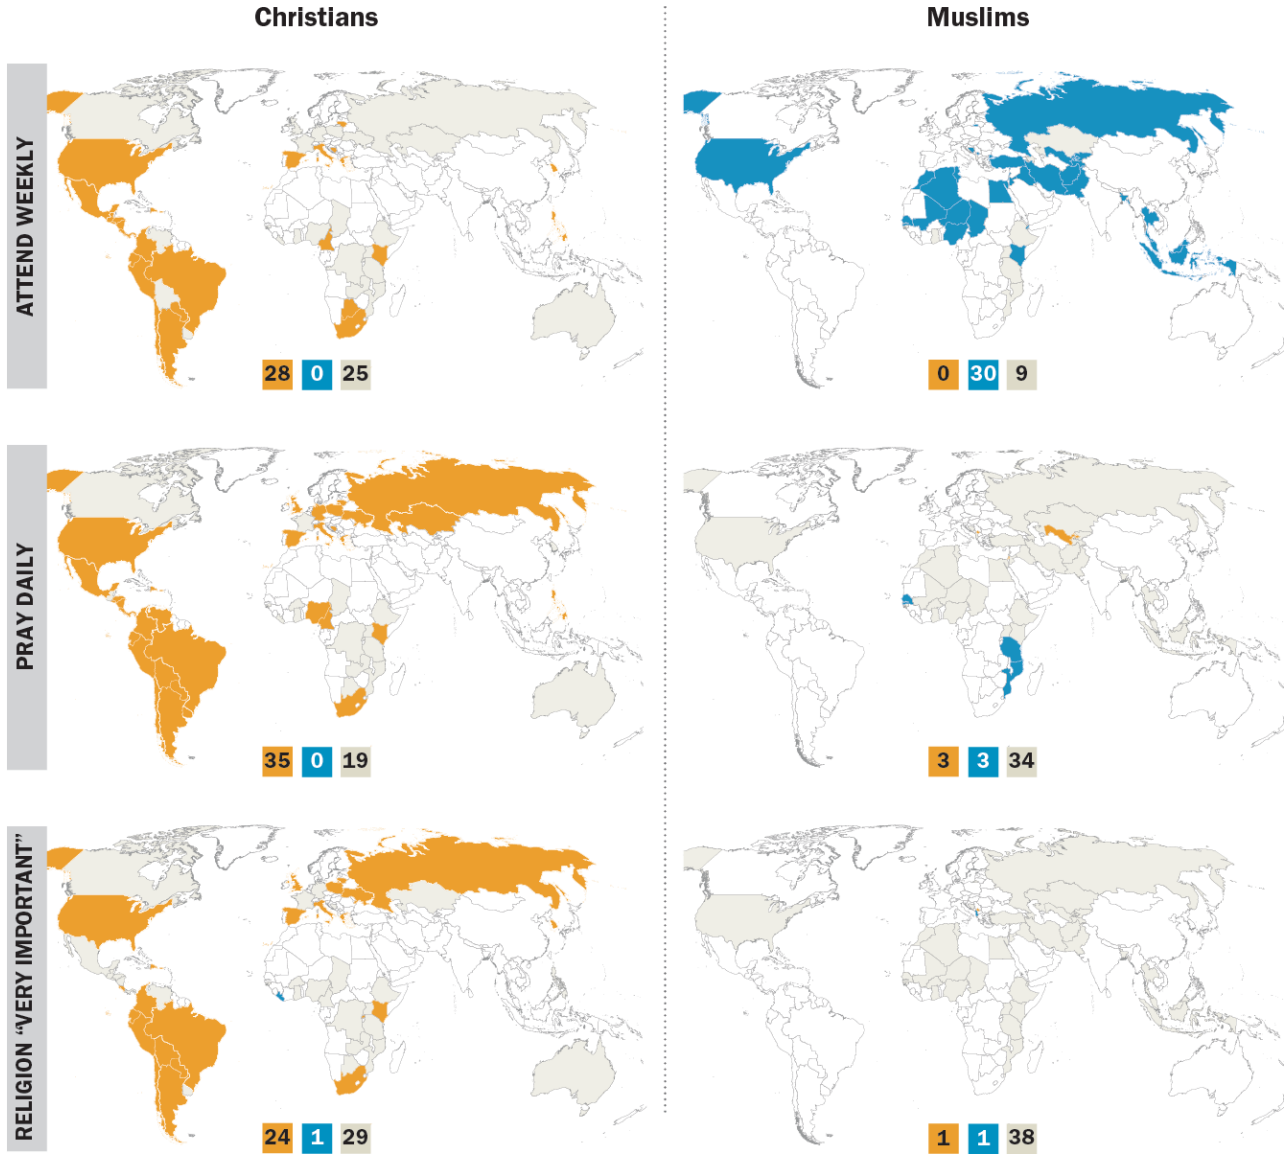 Christians
Muslims
ATTEND WEEKLY
28 0 25
0 30 9
PRAY DAILY
35 0 19
3 3 34
RELIGION “VERY IMPORTANT”
24 1 29
1 1 38